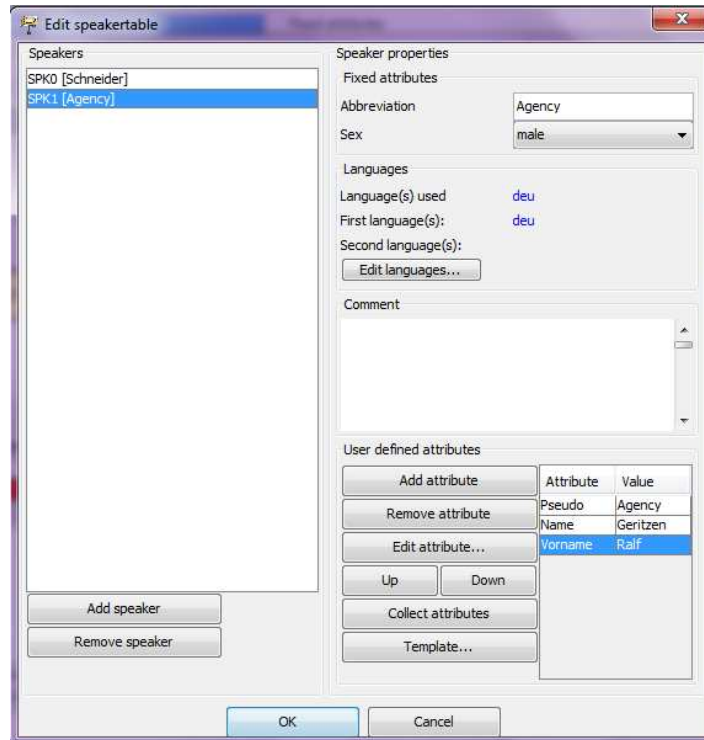 Edit speakertable
Speakers
SPK0 [Schneider]
SPK1 [Agency]
Add speaker
Remove speaker
Speaker properties
Fixed attributes
Abbreviation Agency
Sex male
Languages
Language(s) used deu
First language(s): deu
Second language(s):
Edit languages...
Comment
User defined attributes
Add attribute
Remove attribute
Edit attribute...
Up Down
Collect attributes
Template...
Attribute Value
Pseudo Agency
Name Geritzen
Vorname Ralf
OK Cancel